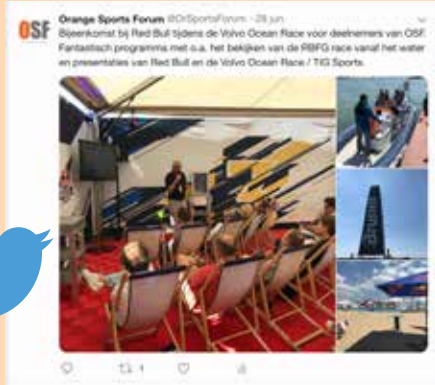 OSF
Orange Sports Forum @OrSportsForum · 28 jun.
Bijeenkomst bij Red Bull tijdens de Volvo Ocean Race voor deelnemers van OSF.
Fantastisch programma met o.a. het bekijken van de RBFG race vanaf het water
en presentaties van Red Bull en de Volvo Ocean Race / TIG Sports.